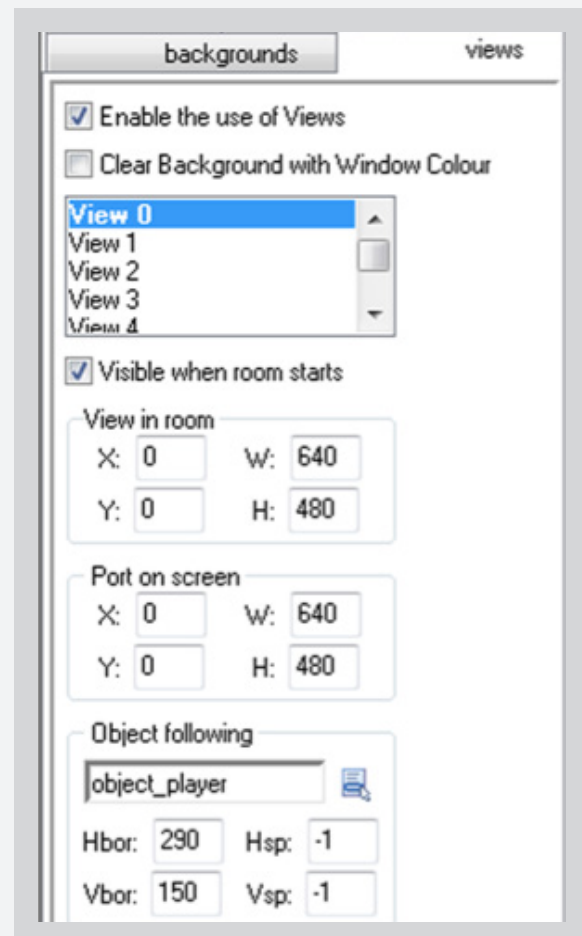 backgrounds views
Enable the use of Views
Clear Background with Window Colour
View 0
View 1
View 2
View 3
View 4
Visible when room starts
View in room
X: 0 W: 640
Y: 0 H: 480
Port on screen
X: 0 W: 640
Y: 0 H: 480
Object following
object_player
Hbor: 290 Hsp: -1
Vbor: 150 Vsp: -1